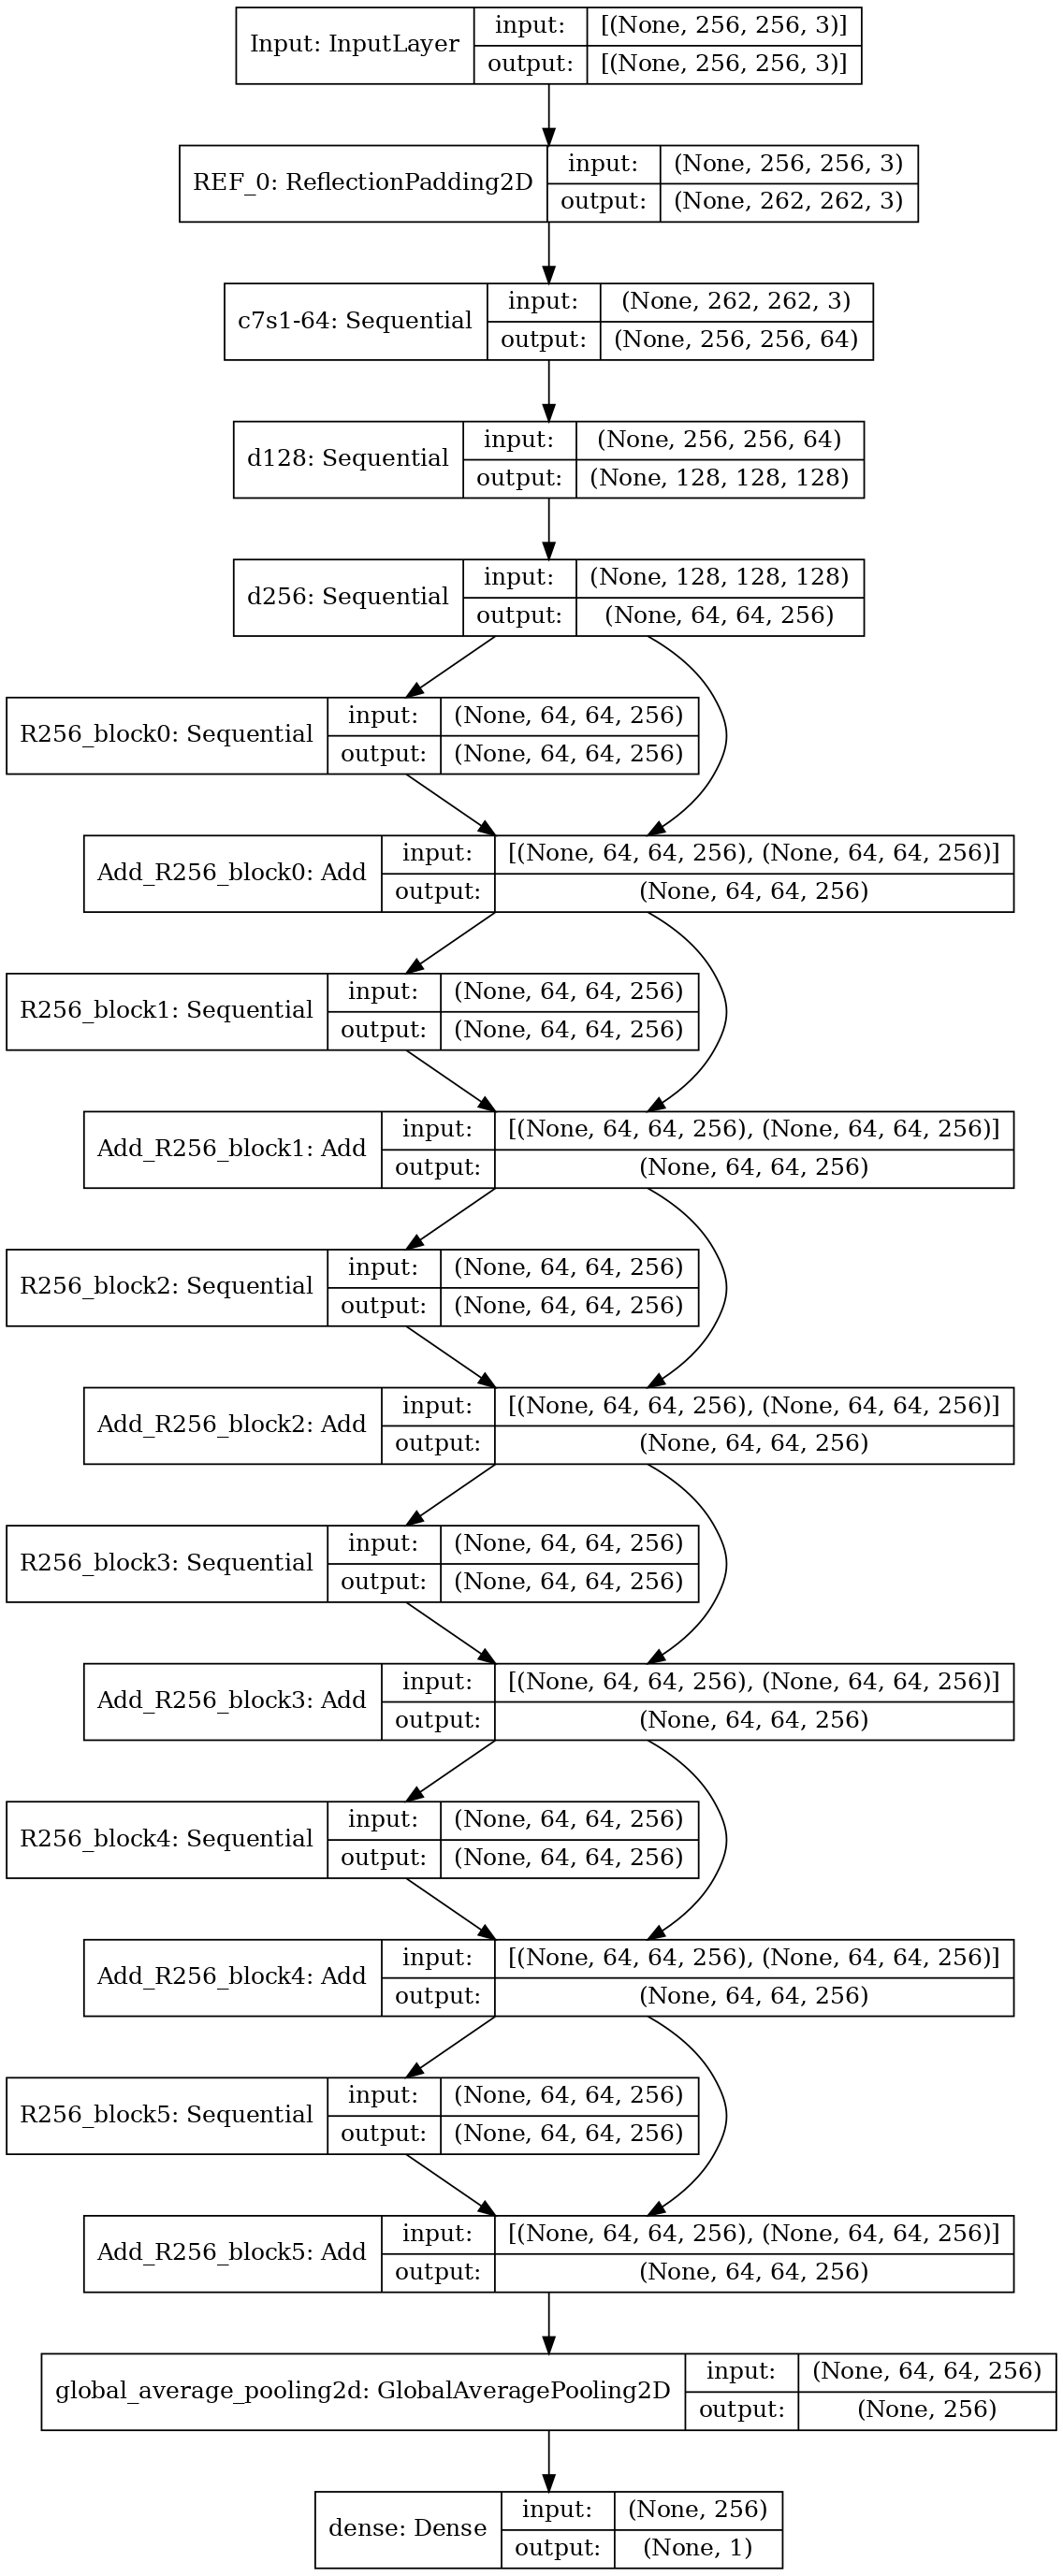 Input: InputLayer
input: [(None, 256, 256, 3)]
output: [(None, 256, 256, 3)]
REF_0: ReflectionPadding2D
input: (None, 256, 256, 3)
output: (None, 262, 262, 3)
c7s1-64: Sequential
input: (None, 262, 262, 3)
output: (None, 256, 256, 64)
d128: Sequential
input: (None, 256, 256, 64)
output: (None, 128, 128, 128)
d256: Sequential
input: (None, 128, 128, 128)
output: (None, 64, 64, 256)
R256_block0: Sequential
input: (None, 64, 64, 256)
output: (None, 64, 64, 256)
Add_R256_block0: Add
input: [(None, 64, 64, 256), (None, 64, 64, 256)]
output: (None, 64, 64, 256)
R256_block1: Sequential
input: (None, 64, 64, 256)
output: (None, 64, 64, 256)
Add_R256_block1: Add
input: [(None, 64, 64, 256), (None, 64, 64, 256)]
output: (None, 64, 64, 256)
R256_block2: Sequential
input: (None, 64, 64, 256)
output: (None, 64, 64, 256)
Add_R256_block2: Add
input: [(None, 64, 64, 256), (None, 64, 64, 256)]
output: (None, 64, 64, 256)
R256_block3: Sequential
input: (None, 64, 64, 256)
output: (None, 64, 64, 256)
Add_R256_block3: Add
input: [(None, 64, 64, 256), (None, 64, 64, 256)]
output: (None, 64, 64, 256)
R256_block4: Sequential
input: (None, 64, 64, 256)
output: (None, 64, 64, 256)
Add_R256_block4: Add
input: [(None, 64, 64, 256), (None, 64, 64, 256)]
output: (None, 64, 64, 256)
R256_block5: Sequential
input: (None, 64, 64, 256)
output: (None, 64, 64, 256)
Add_R256_block5: Add
input: [(None, 64, 64, 256), (None, 64, 64, 256)]
output: (None, 64, 64, 256)
global_average_pooling2d: GlobalAveragePooling2D
input: (None, 64, 64, 256)
output: (None, 256)
dense: Dense
input: (None, 256)
output: (None, 1)